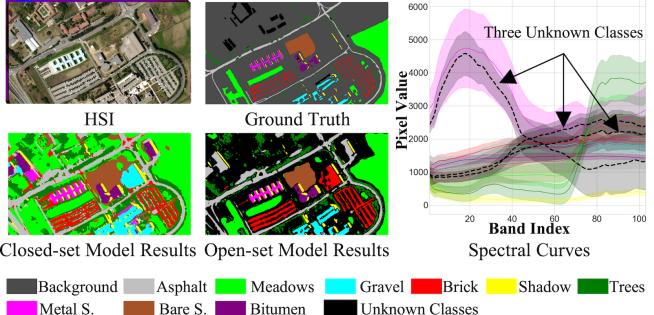 HSI
Ground Truth
Closed-set Model Results
Open-set Model Results
6000
5000
4000
3000
2000
1000
0
Pixel Value
Three Unknown Classes
20
40
60
80
100
Band Index
Spectral Curves
Background Asphalt Meadows Gravel Brick Shadow Trees
Metal S. Bare S. Bitumen Unknown Classes